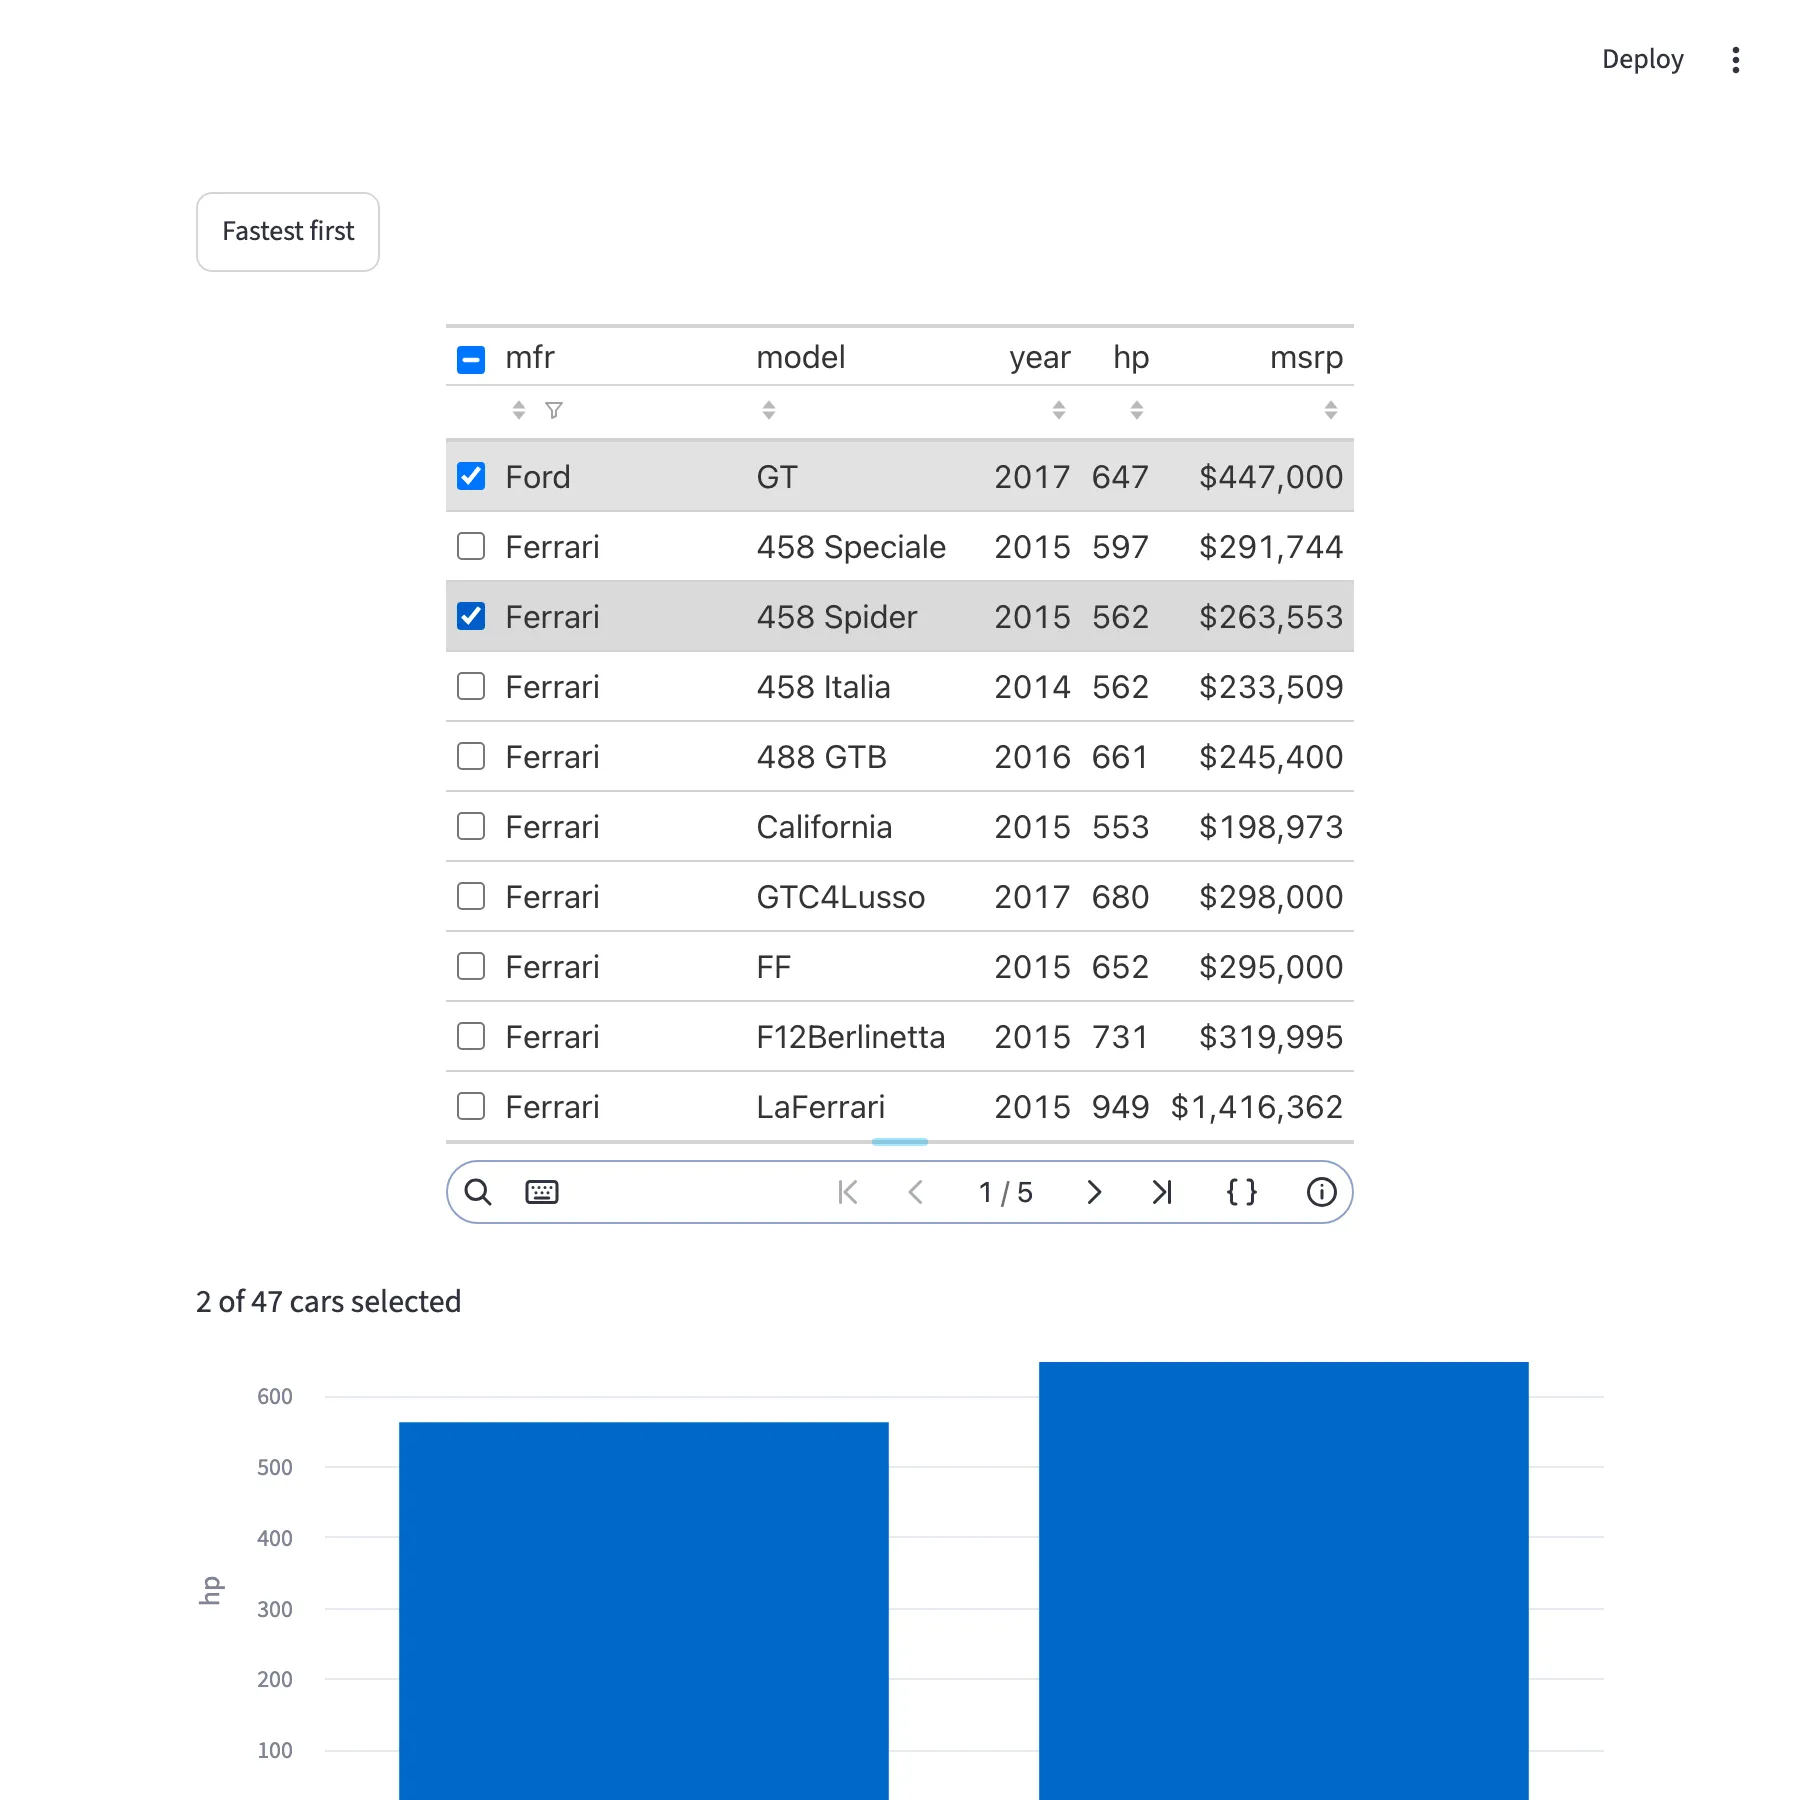 Deploy
Fastest first
mfr model year hp msrp
Ford GT 2017 647 $447,000
Ferrari 458 Speciale 2015 597 $291,744
Ferrari 458 Spider 2015 562 $263,553
Ferrari 458 Italia 2014 562 $233,509
Ferrari 488 GTB 2016 661 $245,400
Ferrari California 2015 553 $198,973
Ferrari GTC4Lusso 2017 680 $298,000
Ferrari FF 2015 652 $295,000
Ferrari F12Berlinetta 2015 731 $319,995
Ferrari LaFerrari 2015 949 $1,416,362
1 / 5
2 of 47 cars selected
600
500
400
hp
300
200
100